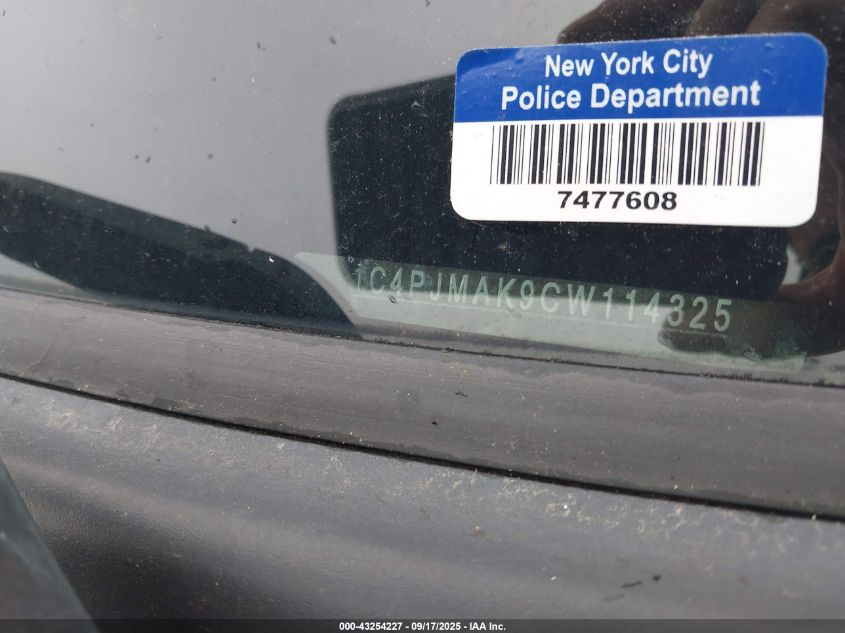 New York City
Police Department
7477608
1C4PJMAK9CW114325
000-43254227 - 09/17/2025 - IAA Inc.